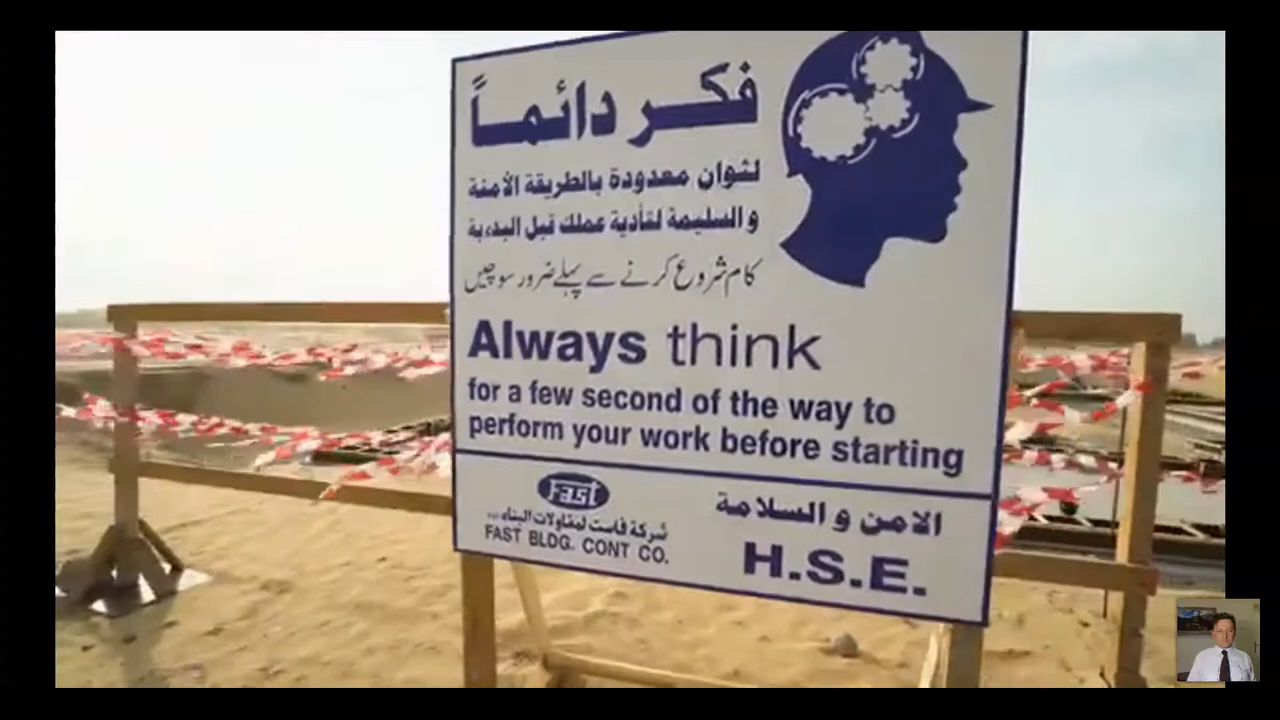 فكر دائماً
لثوان معدودة بالطريقة الآمنة
و السليمة لتأدية عملك قبل البدء بة
کام شروع کرنے سے پہلے ضرور سوچیں
Always think
for a few second of the way to
perform your work before starting
Fast
شركة فاست لمقاولات البناء...
FAST BLDG. CONT CO.
الامن و السلامة
H.S.E.